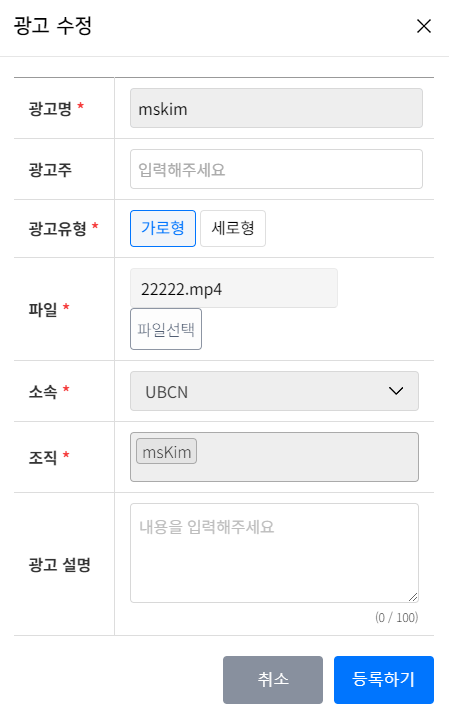 광고 수정
광고명 *
mskim
광고주
입력해주세요
광고유형 *
가로형 세로형
파일 *
22222.mp4
파일선택
소속 *
UBCN
조직 *
msKim
광고 설명
내용을 입력해주세요
(0 / 100)
취소 등록하기